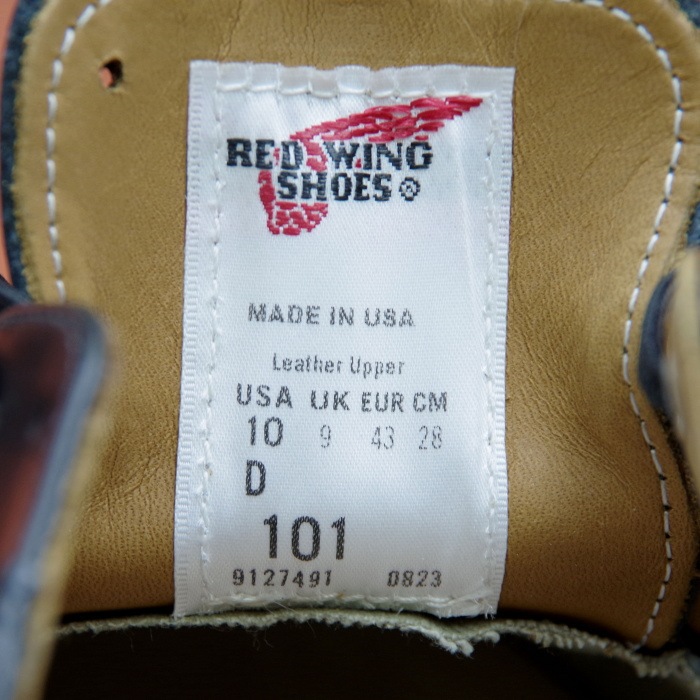 RED WING
SHOES ®
MADE IN USA
Leather Upper
USA UK EUR CM
10 9 43 28
D
101
9127491 0823